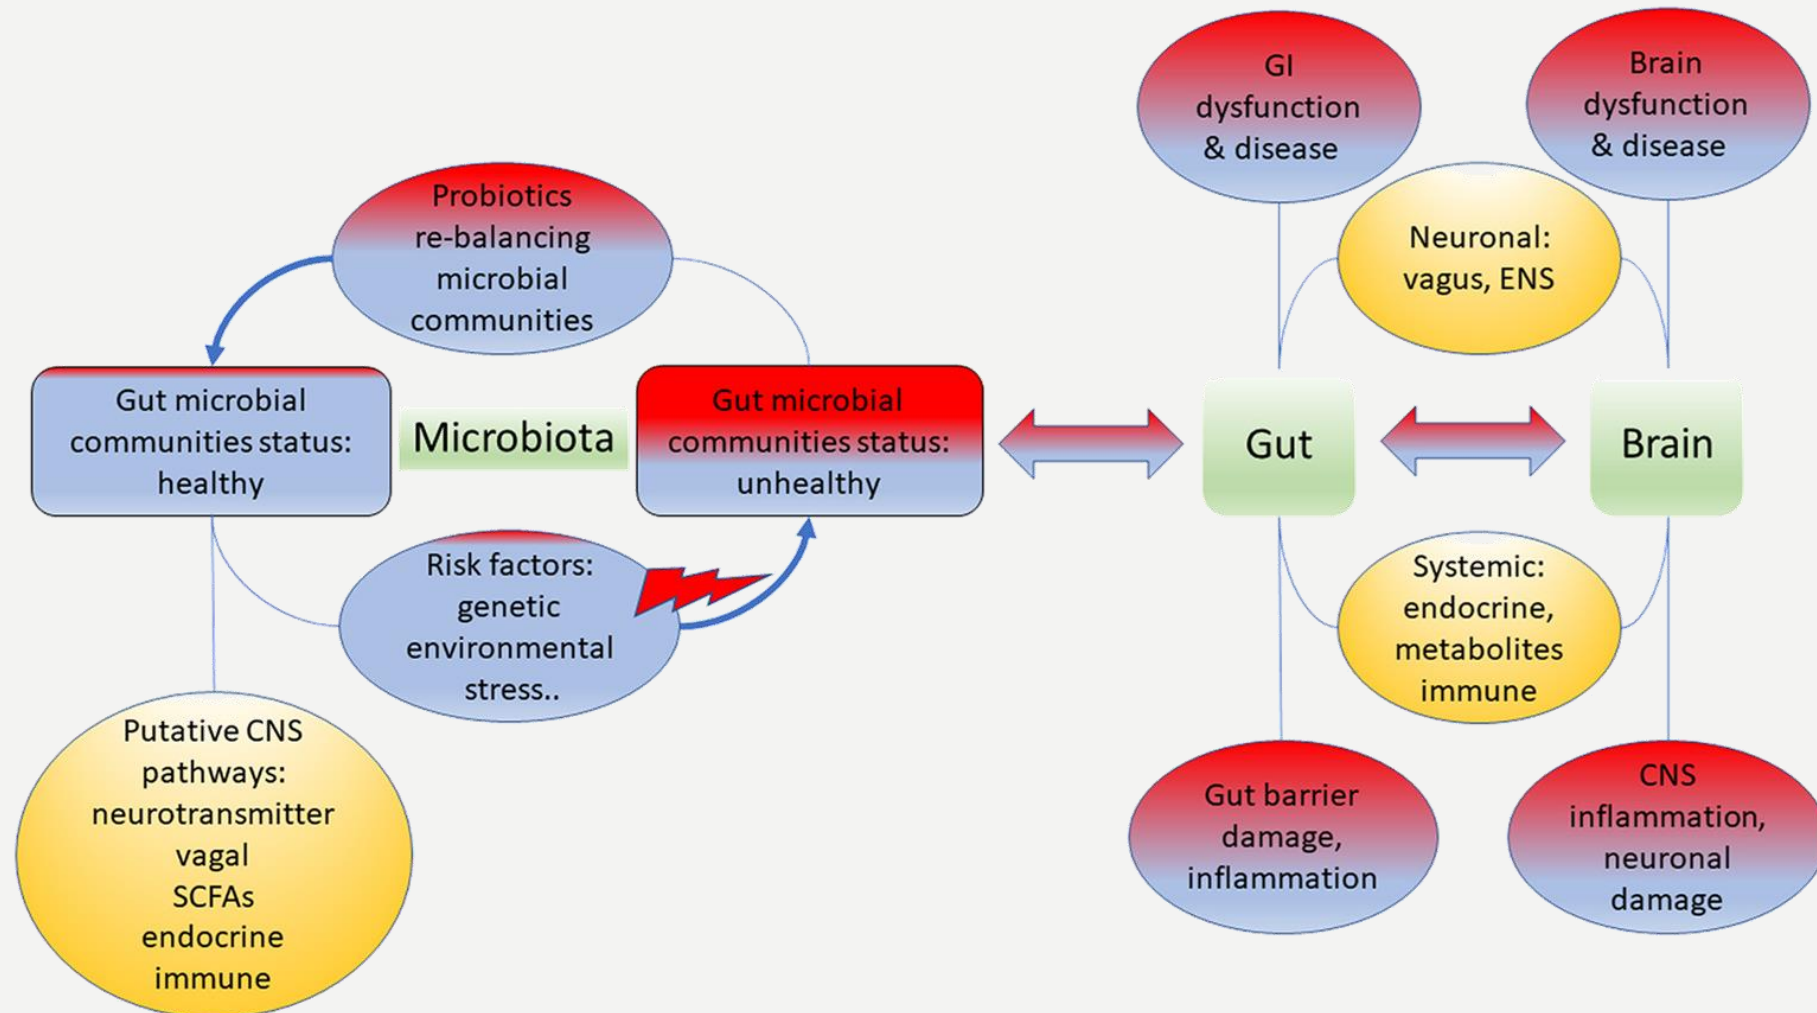 GI
dysfunction
& disease
Brain
dysfunction
& disease
Probiotics
re-balancing
microbial
communities
Neuronal:
vagus, ENS
Gut microbial
communities status:
healthy
Microbiota
Gut microbial
communities status:
unhealthy
Gut
Brain
Risk factors:
genetic
environmental
stress..
Systemic:
endocrine,
metabolites
immune
Putative CNS
pathways:
neurotransmitter
vagal
SCFAs
endocrine
immune
Gut barrier
damage,
inflammation
CNS
inflammation,
neuronal
damage